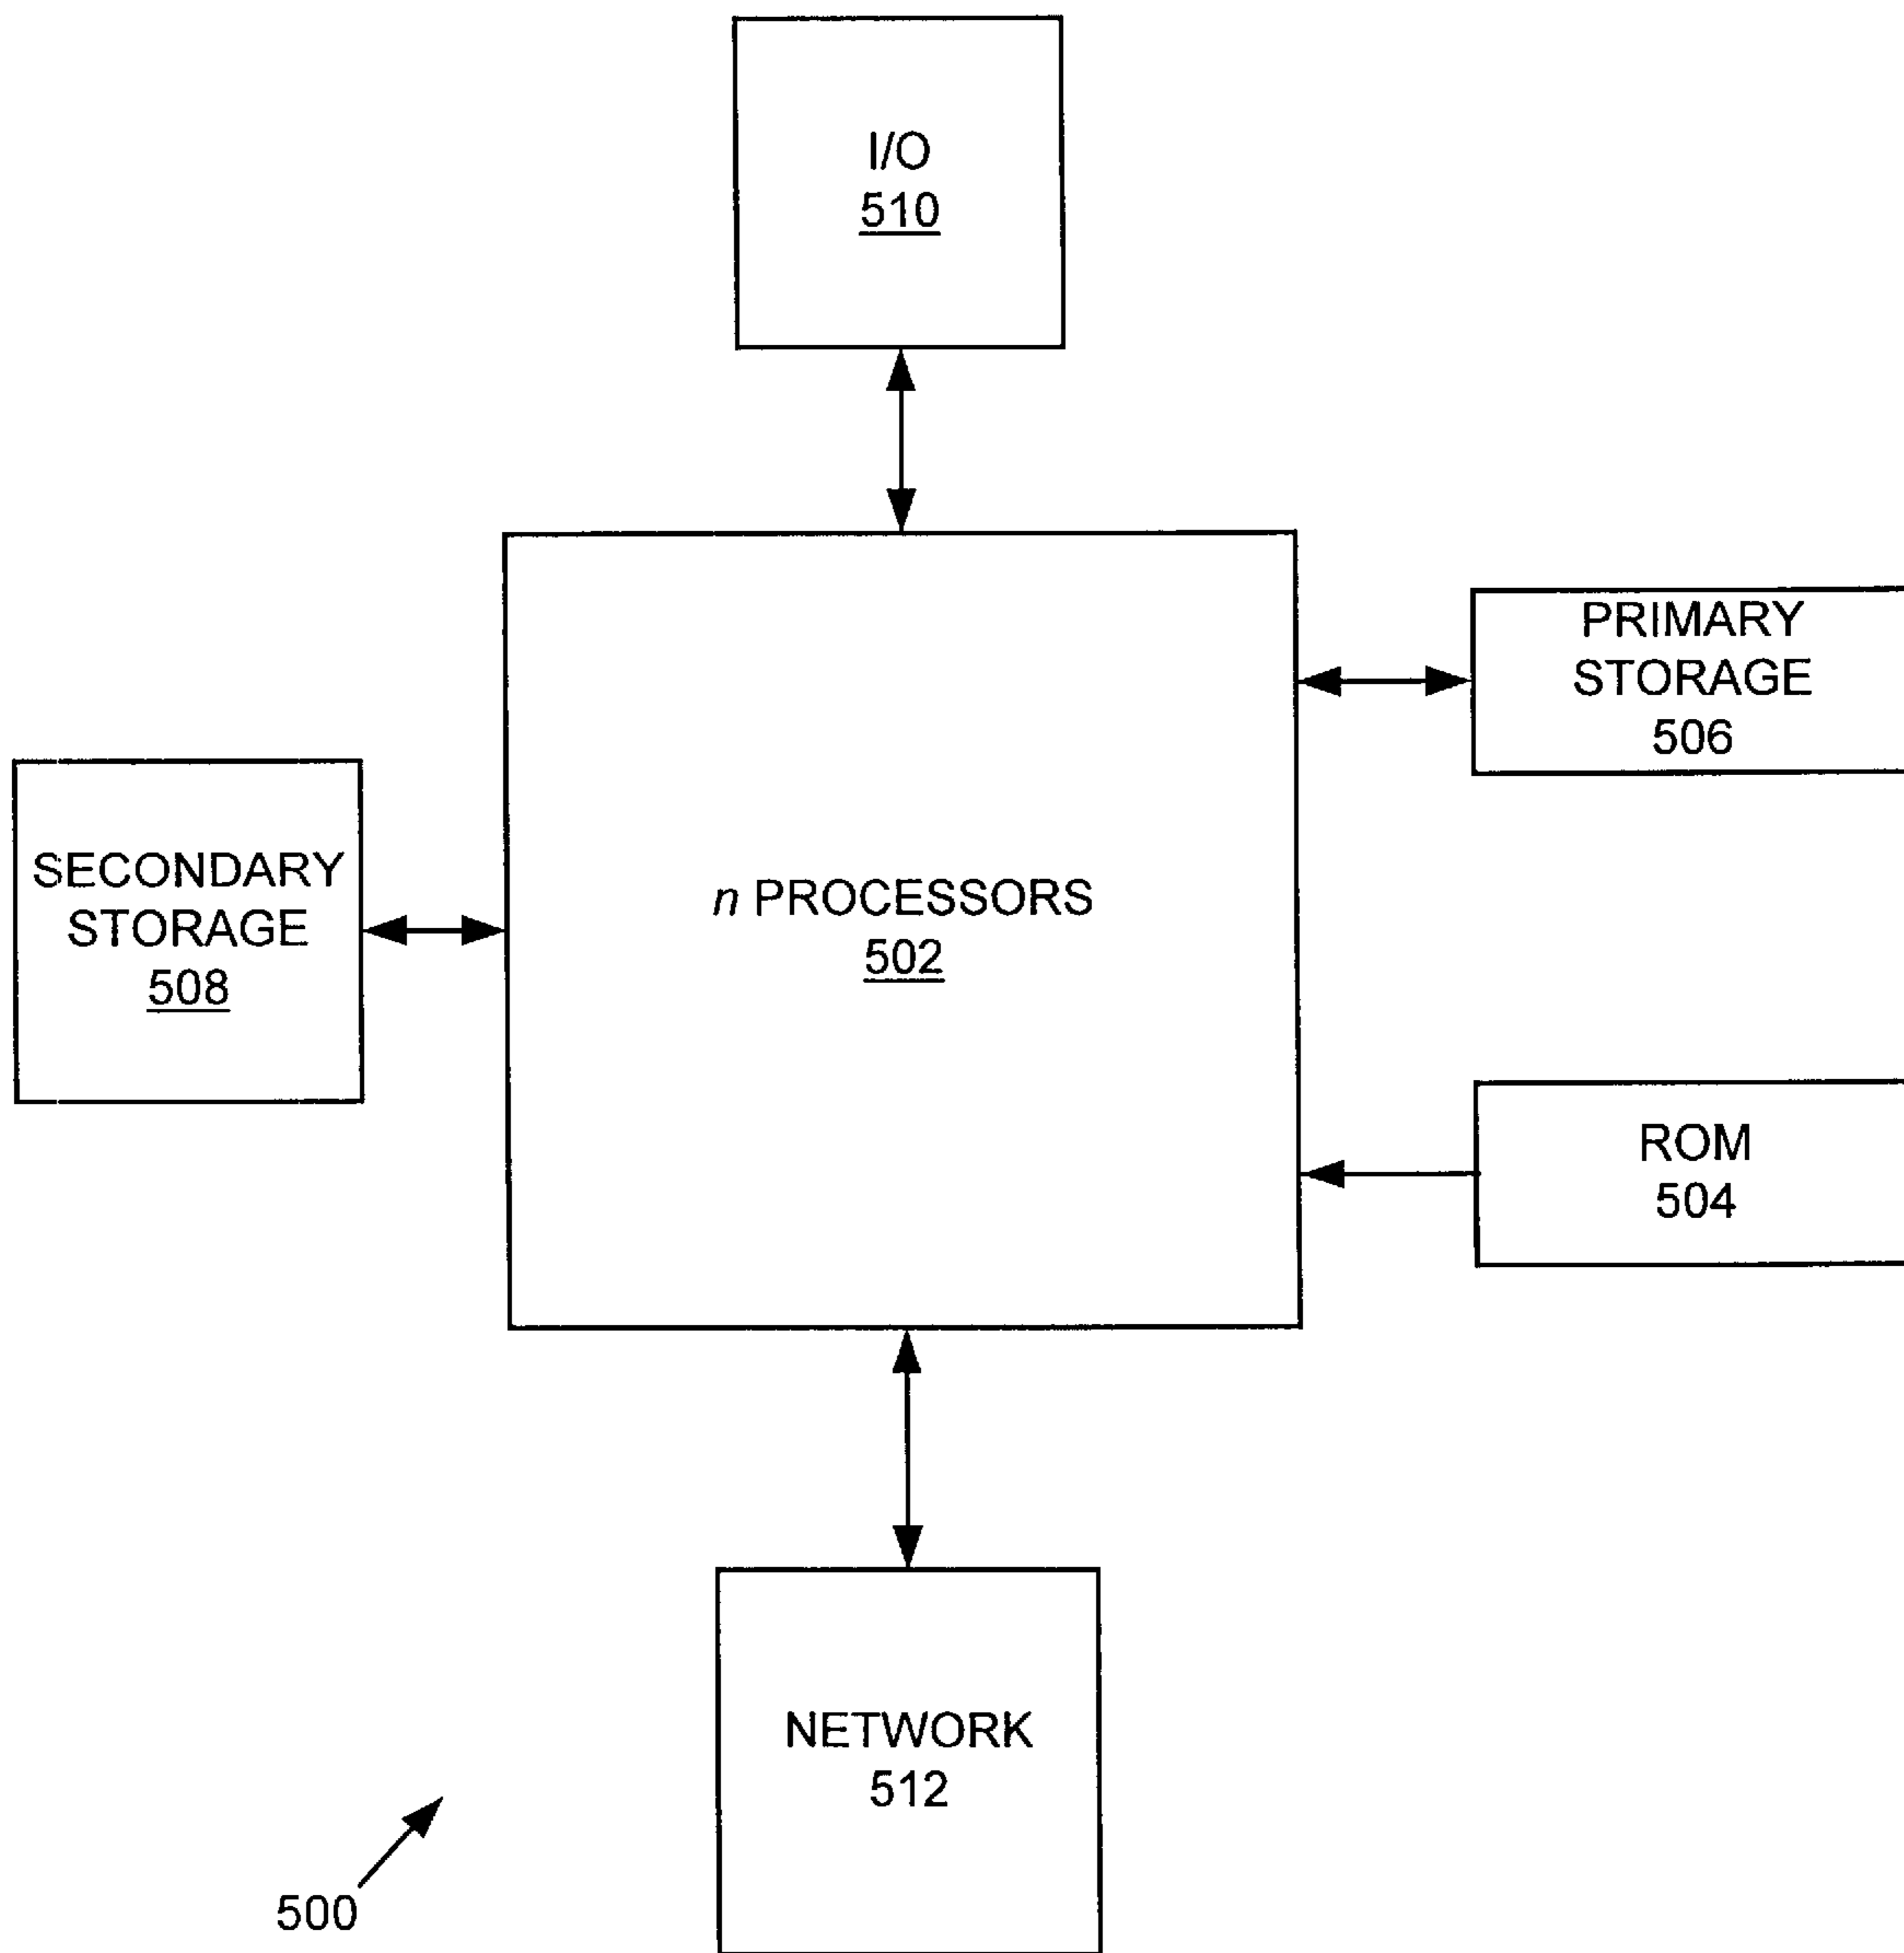 I/O
510
PRIMARY
STORAGE
506
SECONDARY
STORAGE
508
n PROCESSORS
502
ROM
504
NETWORK
512
500